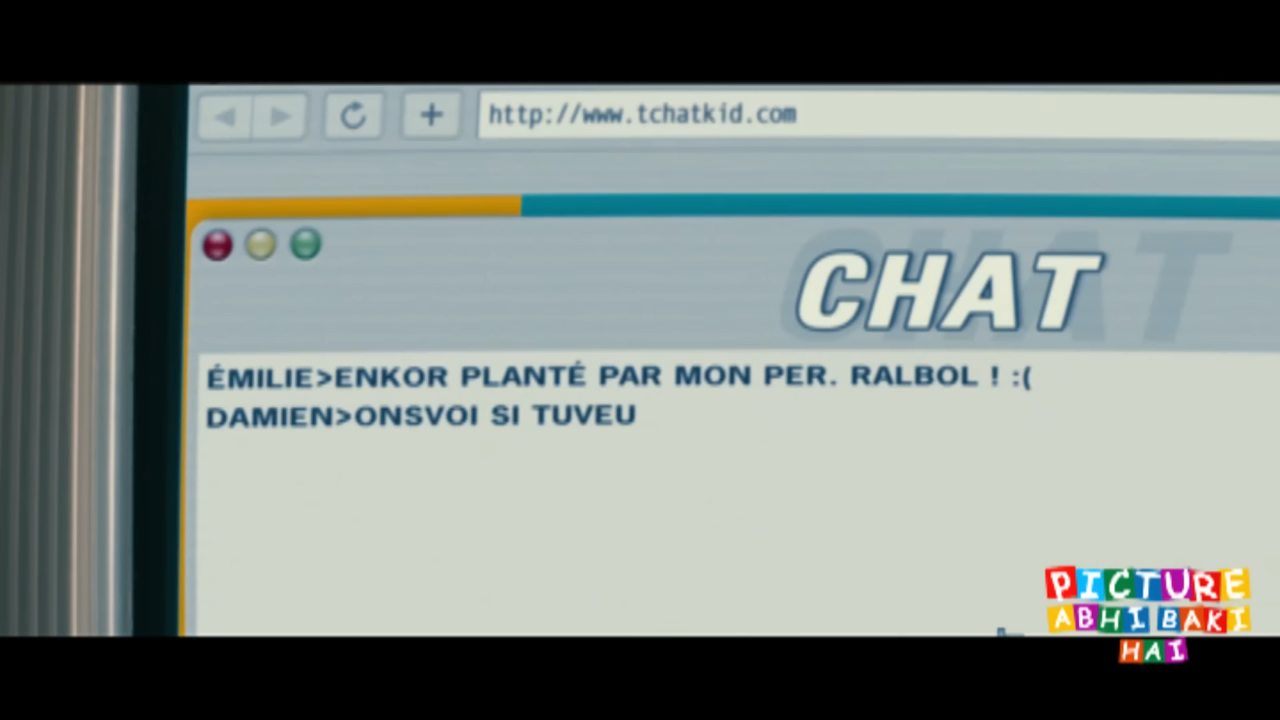 http://www.tchatkid.com
CHAT
ÉMILIE>ENKOR PLANTÉ PAR MON PER. RALBOL ! :(
DAMIEN>ONSVOI SI TUVEU
PICTURE
ABHI BAKI
HAI